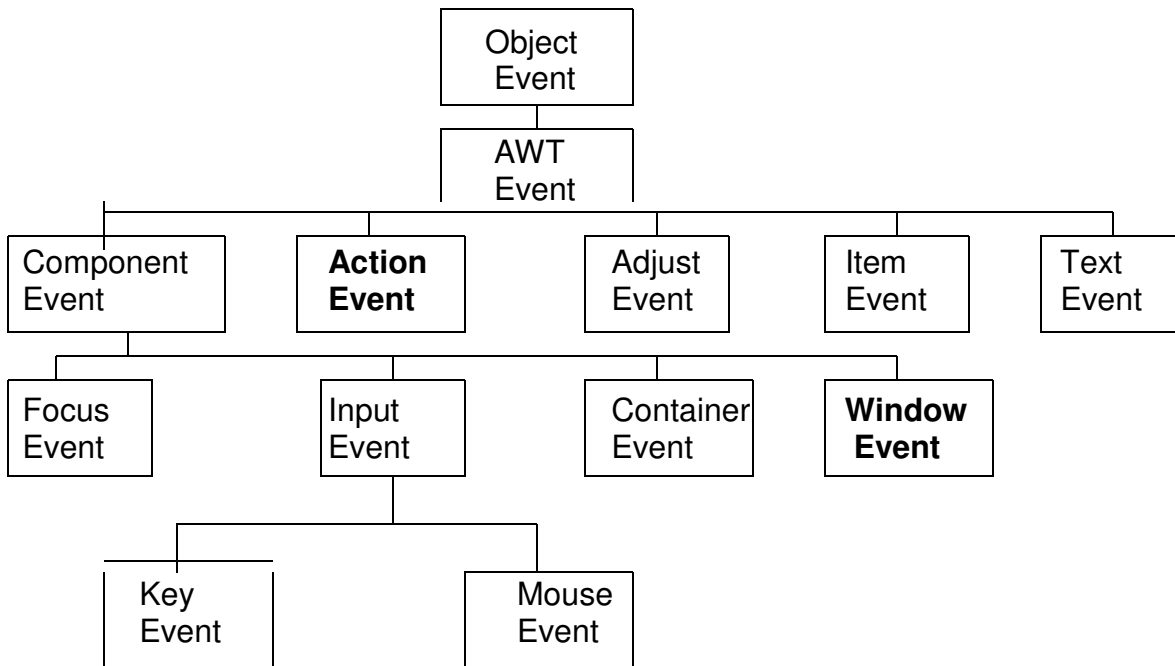 Object
Event
AWT
Event
Component
Event
Action
Event
Adjust
Event
Item
Event
Text
Event
Focus
Event
Input
Event
Container
Event
Window
Event
Key
Event
Mouse
Event